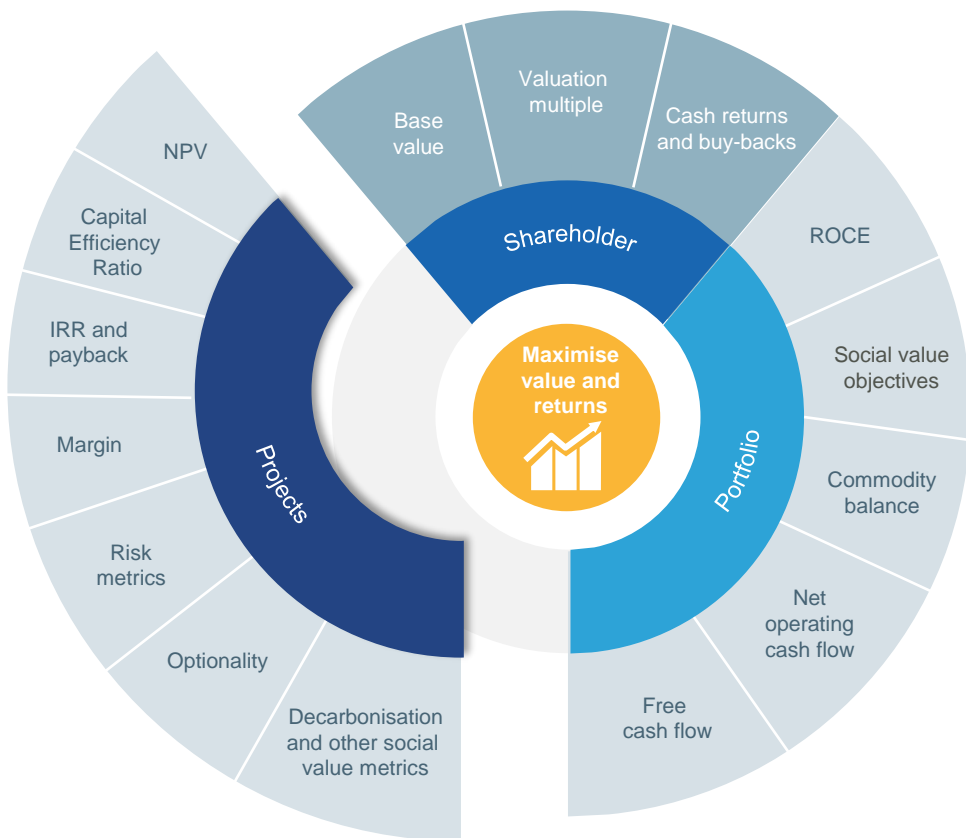 Maximise
value and
returns
Shareholder
Base
value
Valuation
multiple
Cash returns
and buy-backs
Portfolio
ROCE
Social value
objectives
Commodity
balance
Net
operating
cash flow
Free
cash flow
Projects
NPV
Capital
Efficiency
Ratio
IRR and
payback
Margin
Risk
metrics
Optionality
Decarbonisation
and other social
value metrics